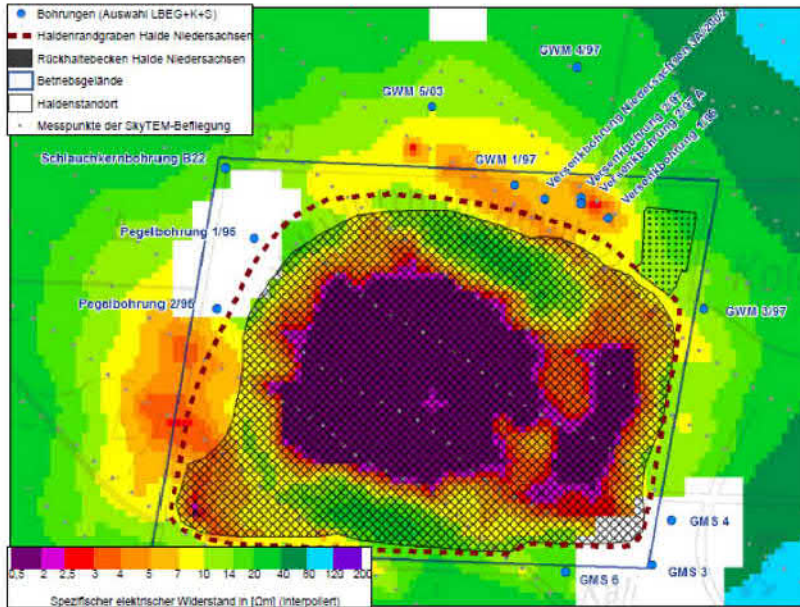 Bohrungen (Auswahl LBEG+K+S)
Haldenrandgraben Halde Niedersachsen
Rückhaltebecken Halde Niedersachsen
Betriebsgelände
Haldenstandort
Messpunkte der SkyTEM-Befliegung
GWM 4/97
GWM 5/03
Schlauchkernbohrung B22
GWM 1/97
Pegelbohrung 1/96
Pegelbohrung 2/96
GWM 3/97
GMS 4
GMS 3
GMS 6
0,5 2 2,5 3 4 5 7 10 14 20 40 80 120 200
Spezifischer elektrischer Widerstand in [Ωm] (interpoliert)